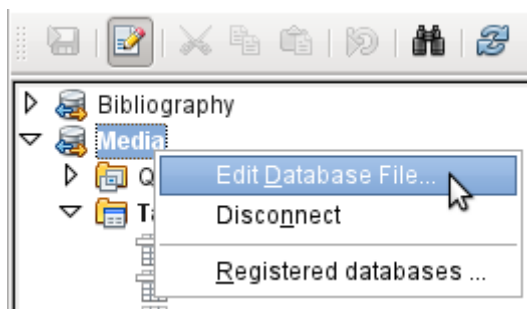 Bibliography
Media
Q
Edit Database File...
T
Disconnect
Registered databases ...